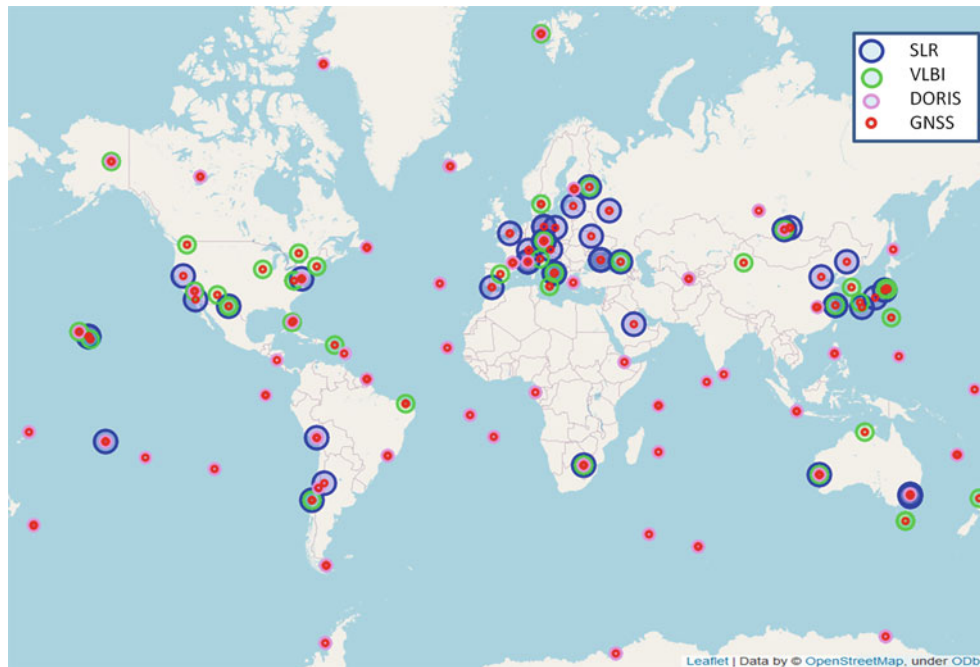 SLR
VLBI
DORIS
GNSS
Leaflet | Data by © OpenStreetMap, under ODb